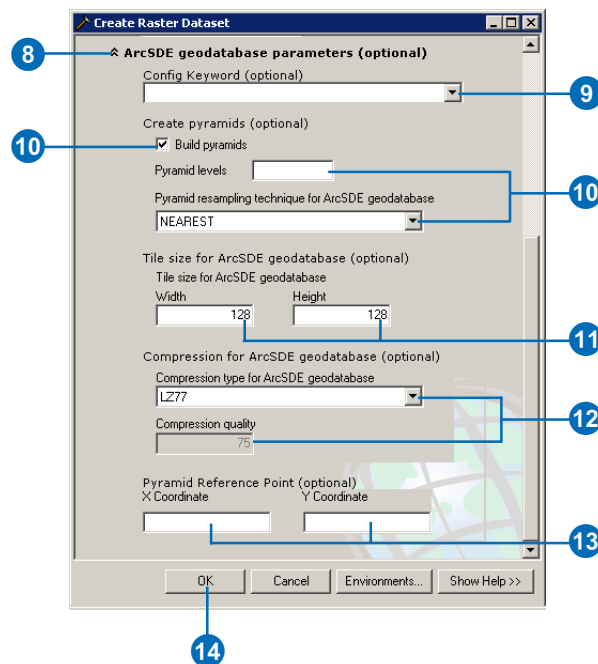 Create Raster Dataset
8
ArcSDE geodatabase parameters (optional)
Config Keyword (optional)
9
Create pyramids (optional)
10
Build pyramids
Pyramid levels
10
Pyramid resampling technique for ArcSDE geodatabase
NEAREST
Tile size for ArcSDE geodatabase (optional)
Tile size for ArcSDE geodatabase
Width Height
128 128
11
Compression for ArcSDE geodatabase (optional)
Compression type for ArcSDE geodatabase
LZ77
12
Compression quality
75
Pyramid Reference Point (optional)
X Coordinate Y Coordinate
13
OK Cancel Environments... Show Help >>
14